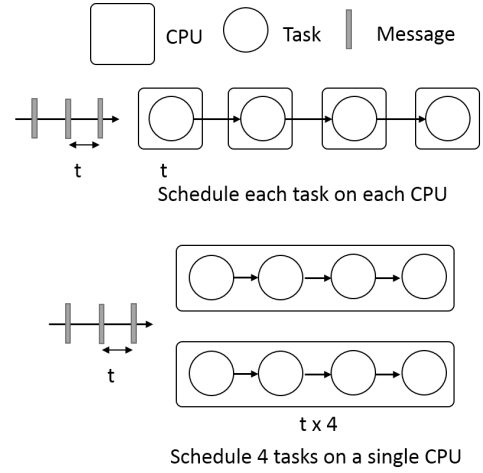 CPU Task Message
t t
Schedule each task on each CPU
t
t x 4
Schedule 4 tasks on a single CPU